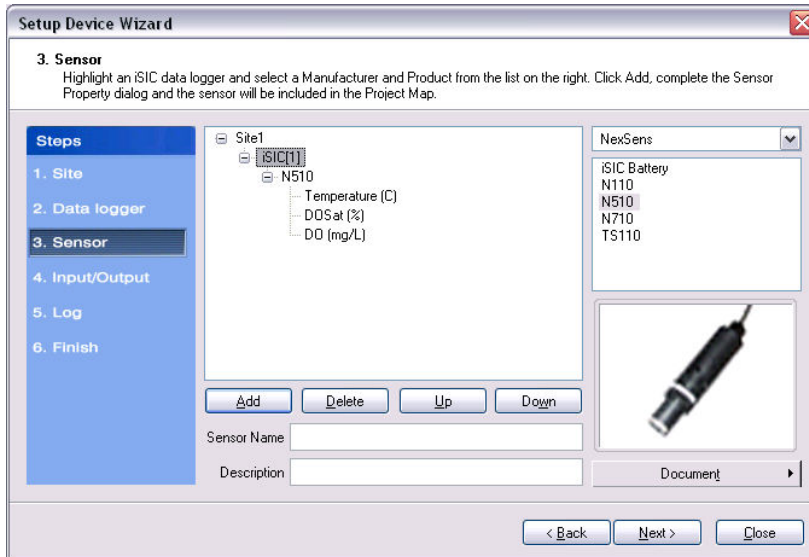 Setup Device Wizard
3. Sensor
Highlight an iSIC data logger and select a Manufacturer and Product from the list on the right. Click Add, complete the Sensor
Property dialog and the sensor will be included in the Project Map.
Steps
1. Site
2. Data logger
3. Sensor
4. Input/Output
5. Log
6. Finish
Site1
iSIC[1]
N510
Temperature (C)
DOSat (%)
DO (mg/L)
Add
Delete
Up
Down
Sensor Name
Description
NexSens
iSIC Battery
N110
N510
N710
TS110
Document
< Back
Next >
Close